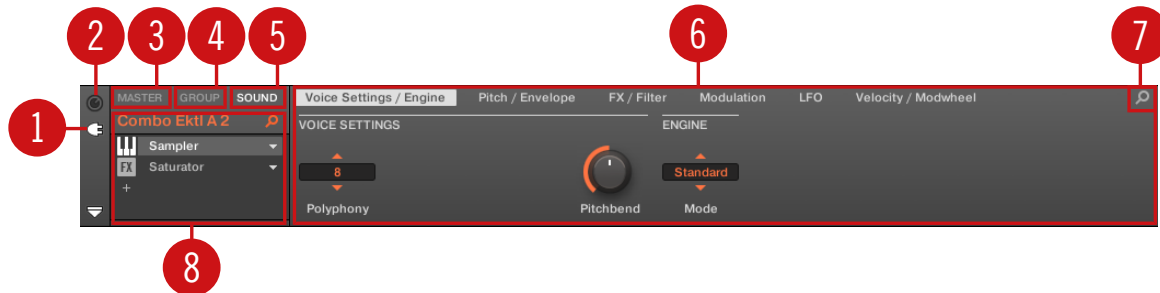 2 3 4 5 6 7
MASTER GROUP SOUND Voice Settings / Engine Pitch / Envelope FX / Filter Modulation LFO Velocity / Modwheel
1
Combo Ektl A 2
VOICE SETTINGS ENGINE
Sampler
FX Saturator
8 Standard
+
Polyphony Pitchbend Mode
8